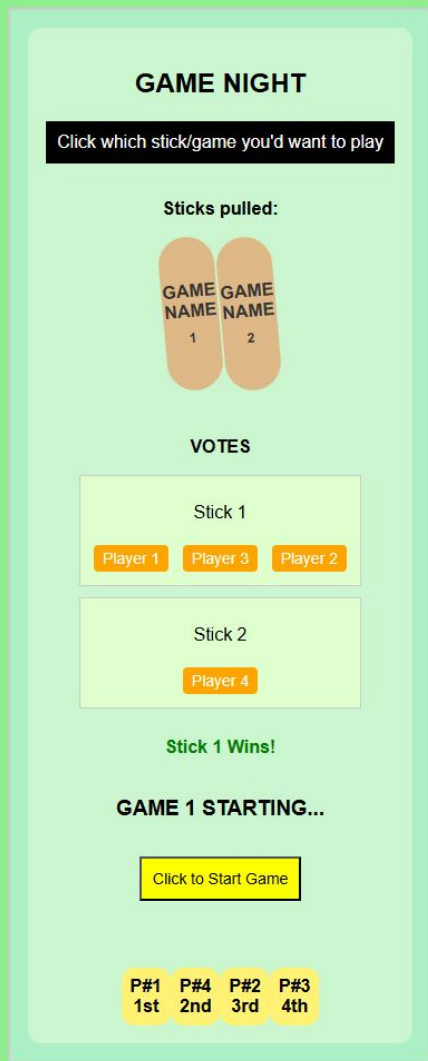 GAME NIGHT
Click which stick/game you'd want to play
Sticks pulled:
GAME GAME
NAME NAME
1 2
VOTES
Stick 1
Player 1 Player 3 Player 2
Stick 2
Player 4
Stick 1 Wins!
GAME 1 STARTING...
Click to Start Game
P#1 P#4 P#2 P#3
1st 2nd 3rd 4th